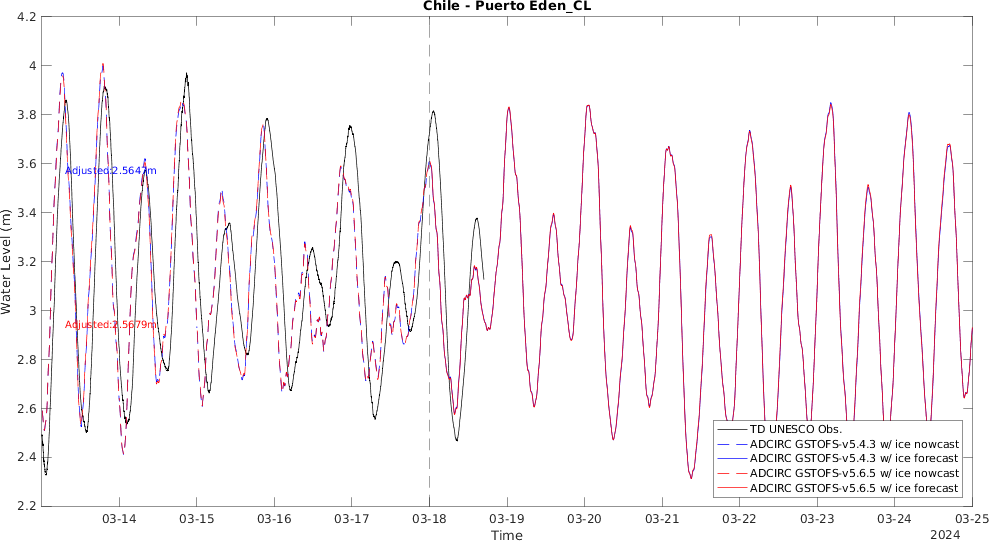 Chile - Puerto Eden_CL
4.2
4
3.8
3.6
3.4
3.2
3
2.8
2.6
2.4
2.2
Water Level (m)
Adjusted:2.5647m
Adjusted:2.5679m
TD UNESCO Obs.
ADCIRC GSTOFS-v5.4.3 w/ ice nowcast
ADCIRC GSTOFS-v5.4.3 w/ ice forecast
ADCIRC GSTOFS-v5.6.5 w/ ice nowcast
ADCIRC GSTOFS-v5.6.5 w/ ice forecast
03-14 03-15 03-16 03-17 03-18 03-19 03-20 03-21 03-22 03-23 03-24 03-25
Time
2024